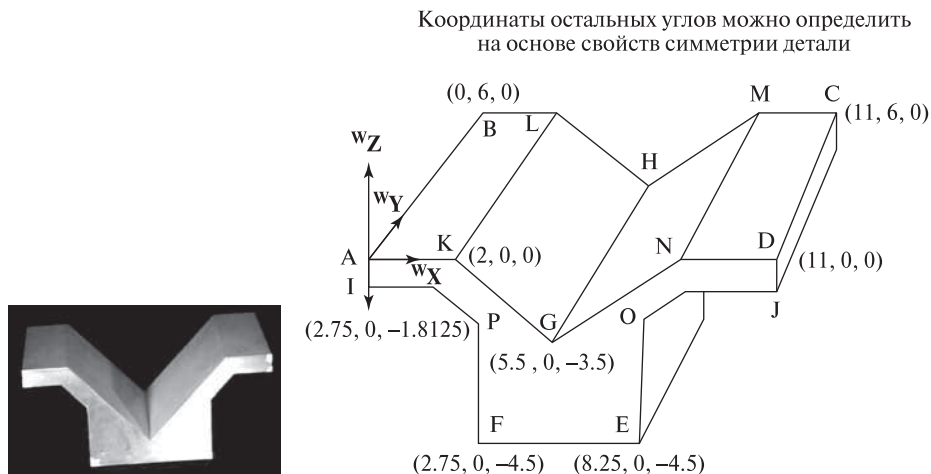 Координаты остальных углов можно определить
на основе свойств симметрии детали
(0, 6, 0)
M
C
B
L
(11, 6, 0)
wZ
H
wY
A
K
(2, 0, 0)
N
D
(11, 0, 0)
wX
I
J
(2.75, 0, –1.8125)
P
G
O
(5.5 , 0, –3.5)
F
E
(2.75, 0, –4.5)
(8.25, 0, –4.5)